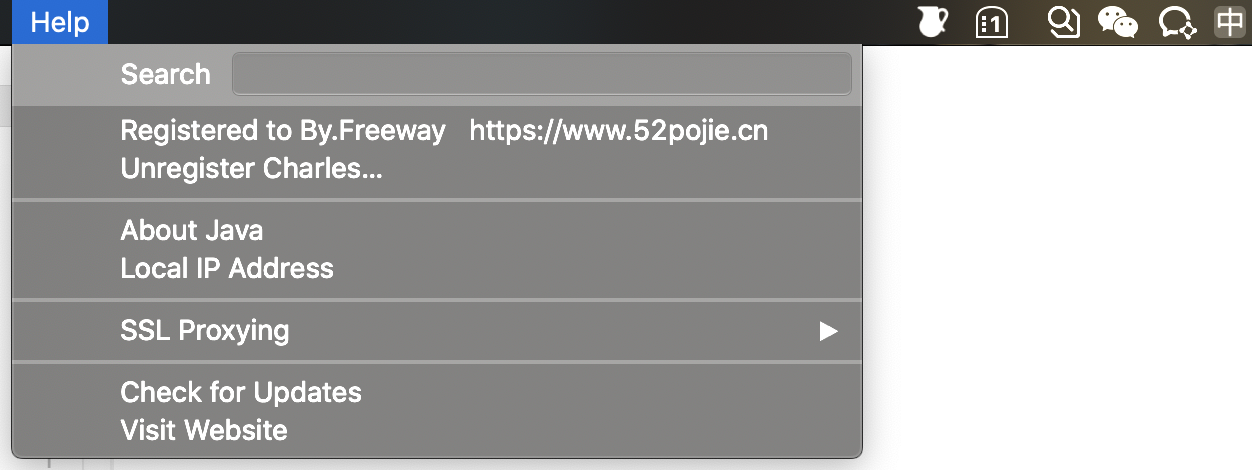 Help
1
中
Search
Registered to By.Freeway https://www.52pojie.cn
Unregister Charles...
About Java
Local IP Address
SSL Proxying
Check for Updates
Visit Website